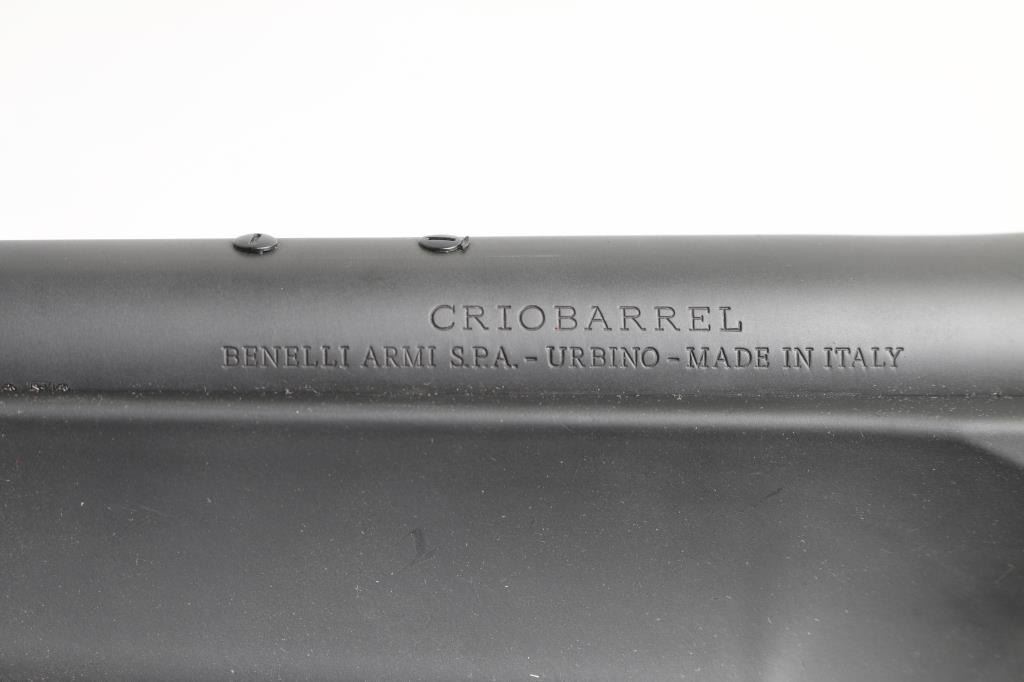 CRIOBARREL
BENELLI ARMI S.P.A. - URBINO - MADE IN ITALY